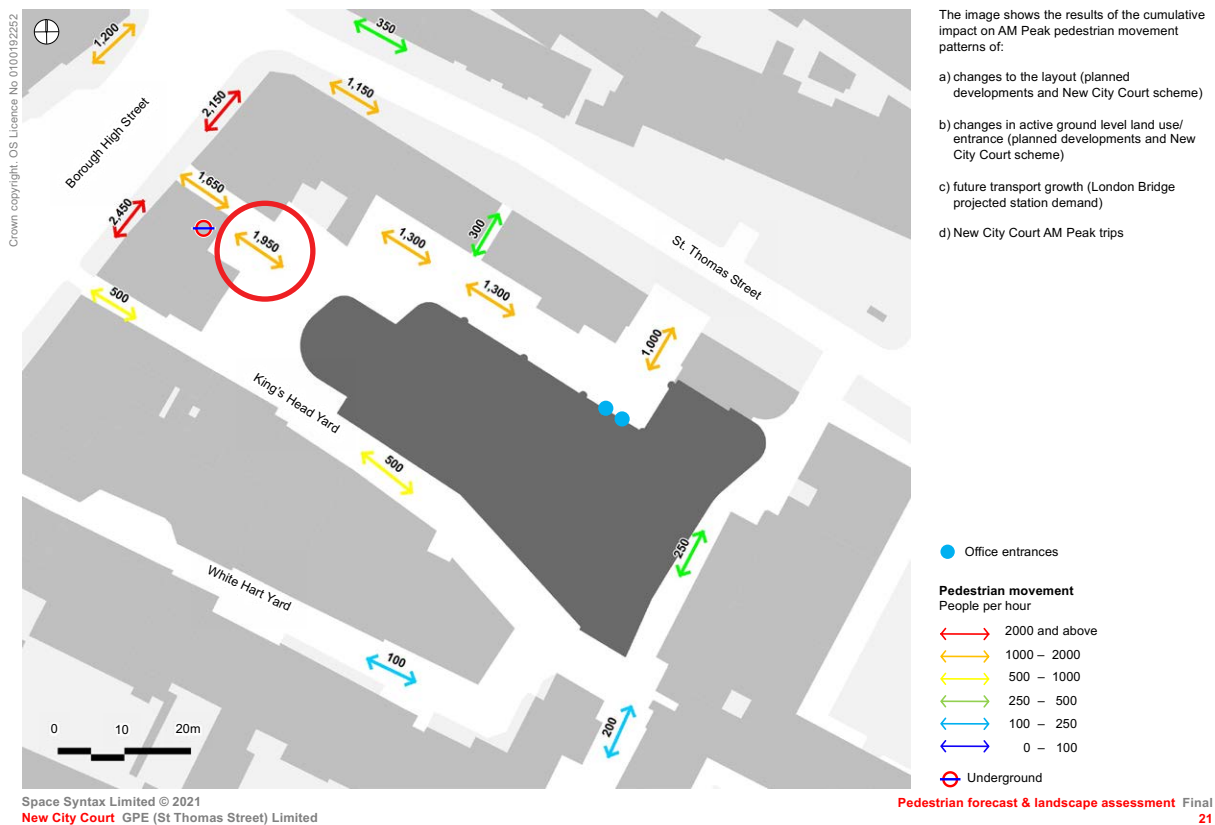 Crown copyright. OS Licence No 0100192252
1,200
350
2,150
1,150
Borough High Street
1,650
2,450
1,950
1,300
300
St. Thomas Street
500
1,300
1,000
King's Head Yard
500
250
White Hart Yard
100
200
0 10 20m
The image shows the results of the cumulative
impact on AM Peak pedestrian movement
patterns of:
a) changes to the layout (planned
developments and New City Court scheme)
b) changes in active ground level land use/
entrance (planned developments and New
City Court scheme)
c) future transport growth (London Bridge
projected station demand)
d) New City Court AM Peak trips
Office entrances
Pedestrian movement
People per hour
2000 and above
1000 – 2000
500 – 1000
250 – 500
100 – 250
0 – 100
Underground
Space Syntax Limited © 2021
New City Court GPE (St Thomas Street) Limited
Pedestrian forecast & landscape assessment Final
21